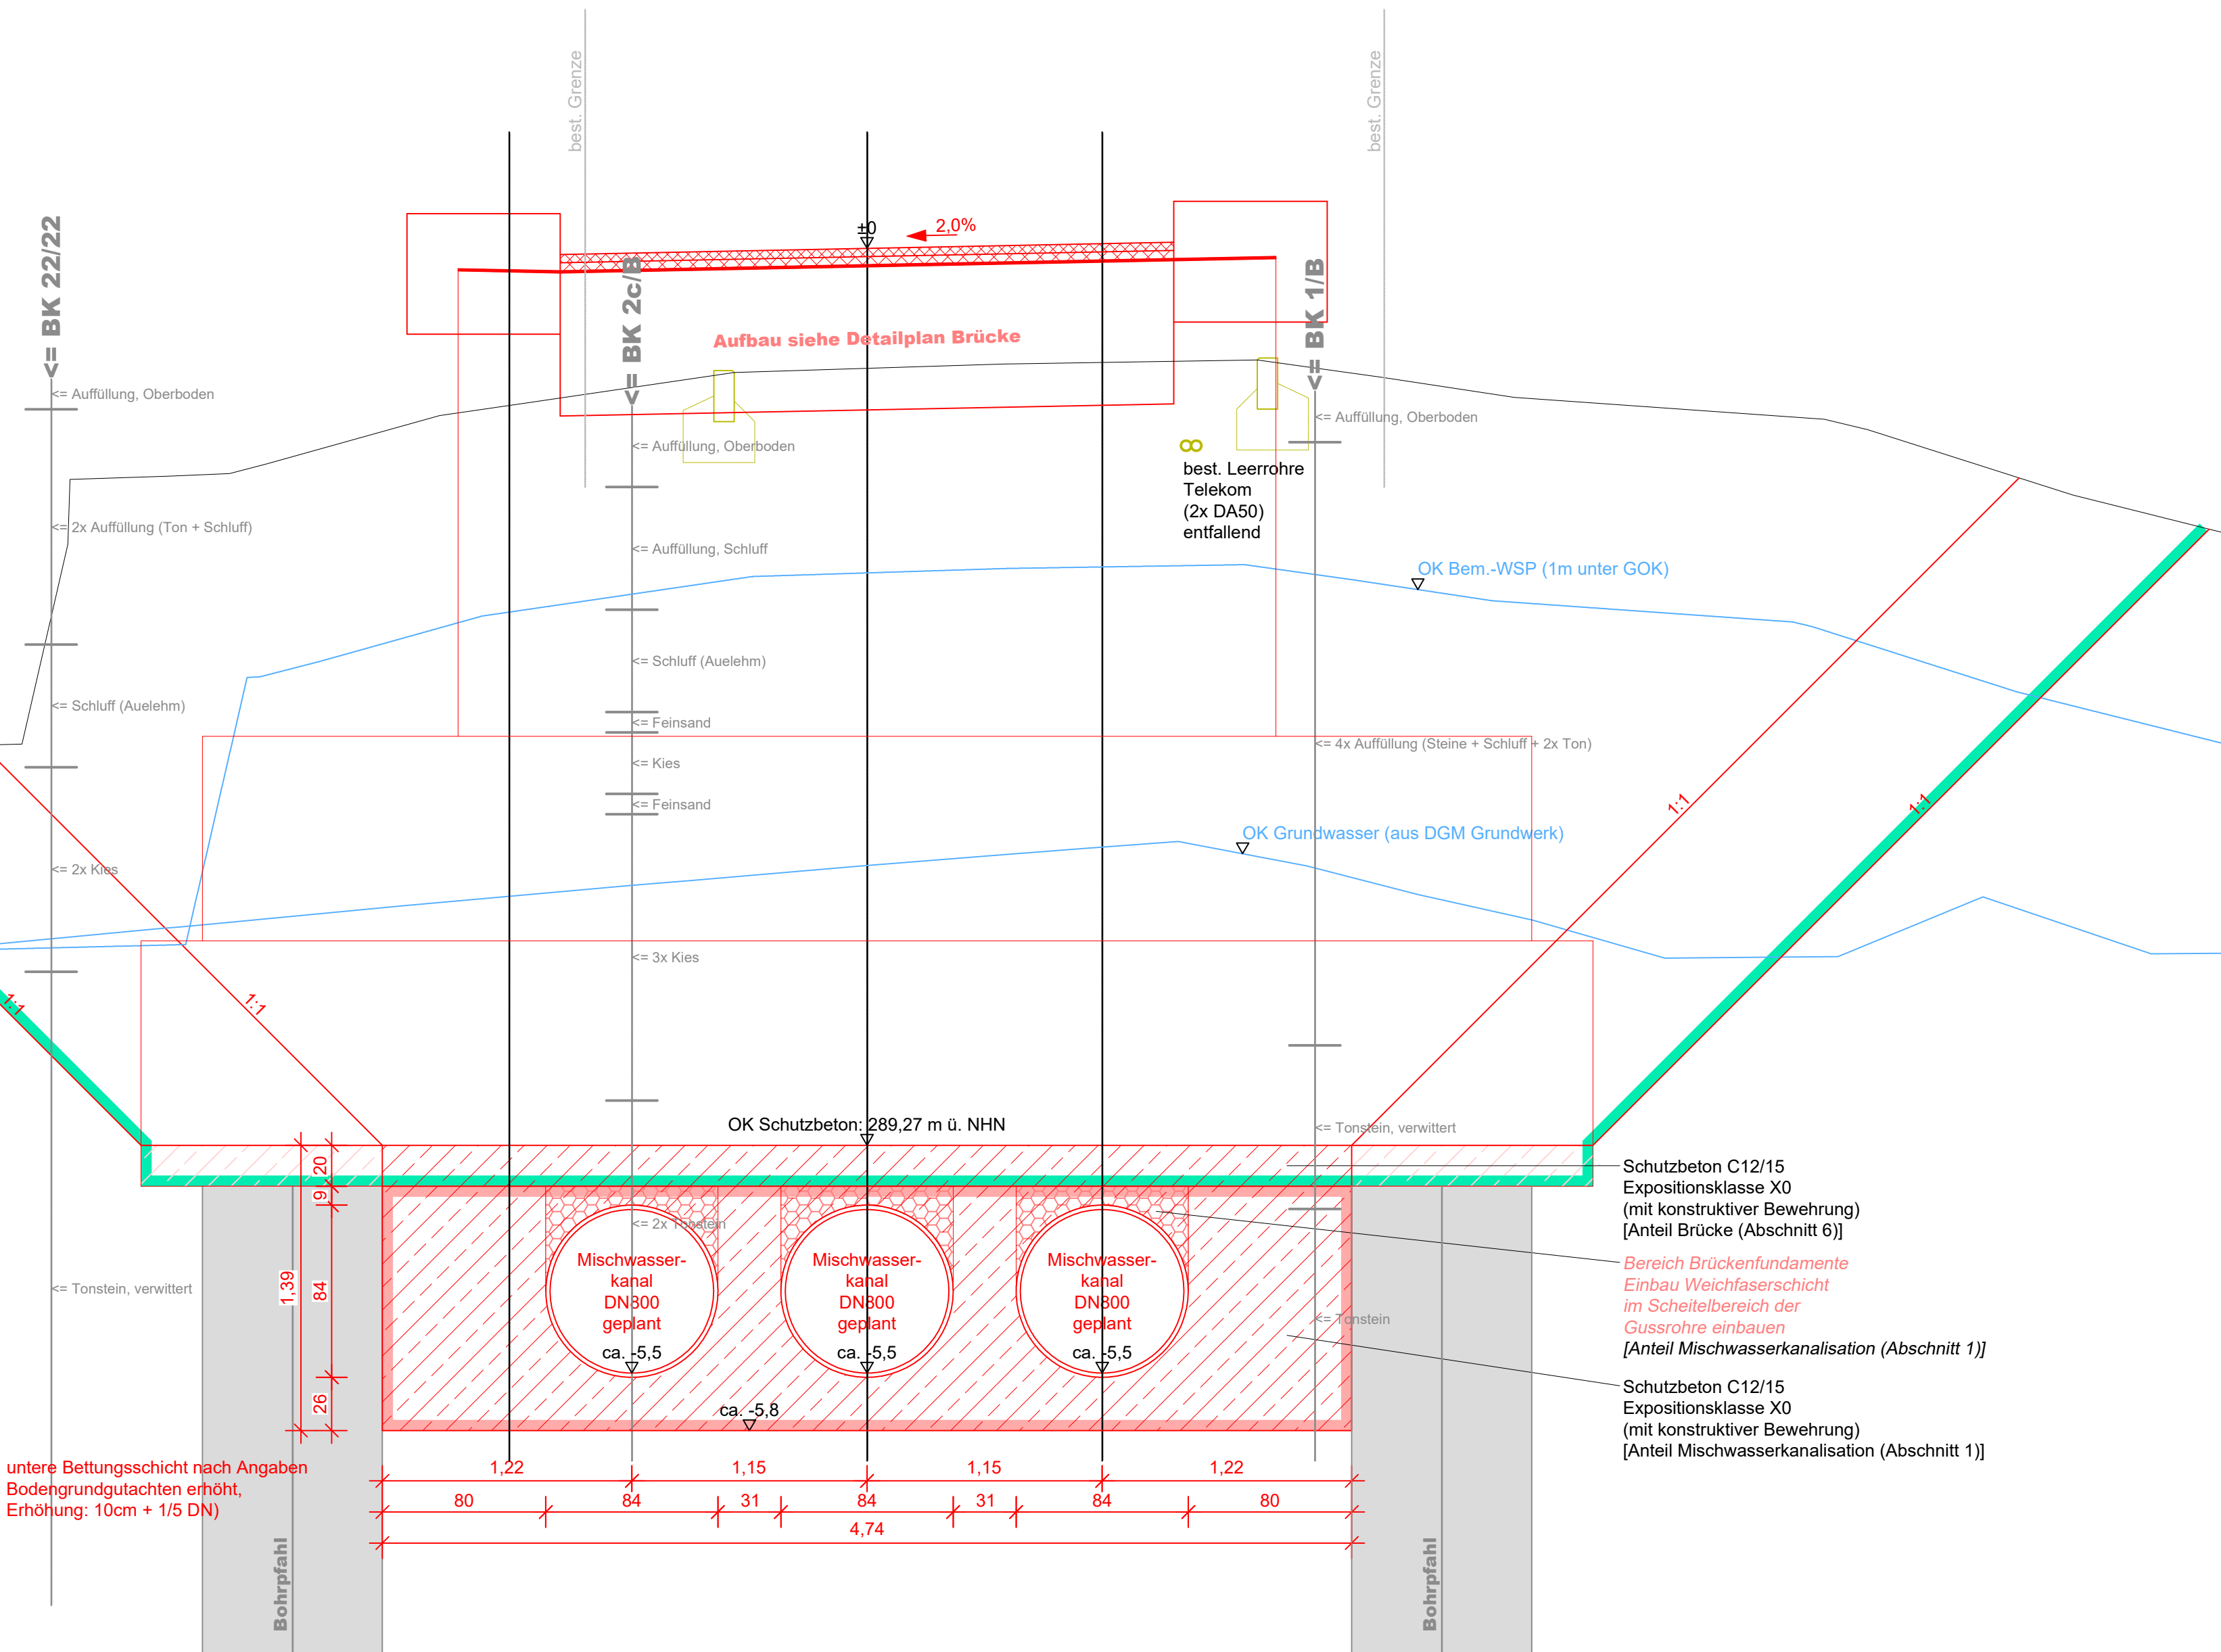 best. Grenze
best. Grenze
<= BK 22/22
<= BK 2c/B
<= BK 1/B
±0
2,0%
Aufbau siehe Detailplan Brücke
<= Auffüllung, Oberboden
<= Auffüllung, Oberboden
<= Auffüllung, Oberboden
best. Leerrohre
Telekom
(2x DA50)
entfallend
<= 2x Auffüllung (Ton + Schluff)
<= Auffüllung, Schluff
OK Bem.-WSP (1m unter GOK)
<= Schluff (Auelehm)
<= Schluff (Auelehm)
<= Feinsand
<= 4x Auffüllung (Steine + Schluff + 2x Ton)
<= Kies
<= Feinsand
1:1
1:1
OK Grundwasser (aus DGM Grundwerk)
<= 2x Kies
<= 3x Kies
1:1
1:1
OK Schutzbeton: 289,27 m ü. NHN
<= Tonstein, verwittert
Schutzbeton C12/15
Expositionsklasse X0
(mit konstruktiver Bewehrung)
[Anteil Brücke (Abschnitt 6)]
20
9
84
26
1,39
<= 2x Tonstein
Bereich Brückenfundamente
Einbau Weichfaserschicht
im Scheitelbereich der
Gussrohre einbauen
[Anteil Mischwasserkanalisation (Abschnitt 1)]
Mischwasser-
kanal
DN800
geplant
ca. -5,5
Mischwasser-
kanal
DN800
geplant
ca. -5,5
Mischwasser-
kanal
DN800
geplant
ca. -5,5
<= Tonstein, verwittert
<= Tonstein
Schutzbeton C12/15
Expositionsklasse X0
(mit konstruktiver Bewehrung)
[Anteil Mischwasserkanalisation (Abschnitt 1)]
ca. -5,8
untere Bettungsschicht nach Angaben
Bodengrundgutachten erhöht,
Erhöhung: 10cm + 1/5 DN)
1,22 1,15 1,15 1,22
80 84 31 84 31 84 80
4,74
Bohrpfahl
Bohrpfahl